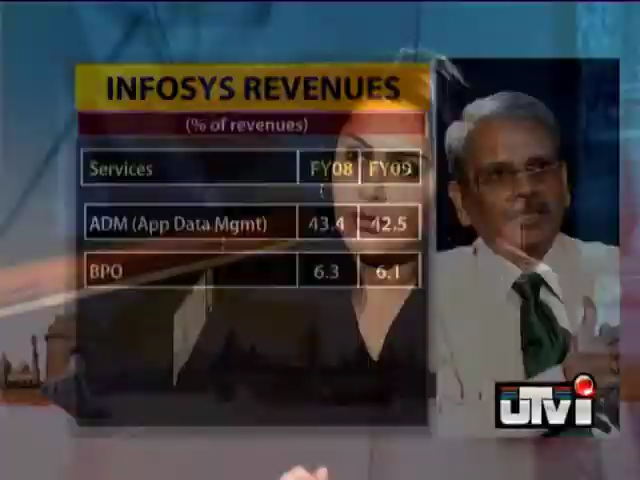 INFOSYS REVENUES
(% of revenues)
Services FY08 FY09
ADM (App Data Mgmt) 43.4 42.5
BPO 6.3 6.1
UTVi